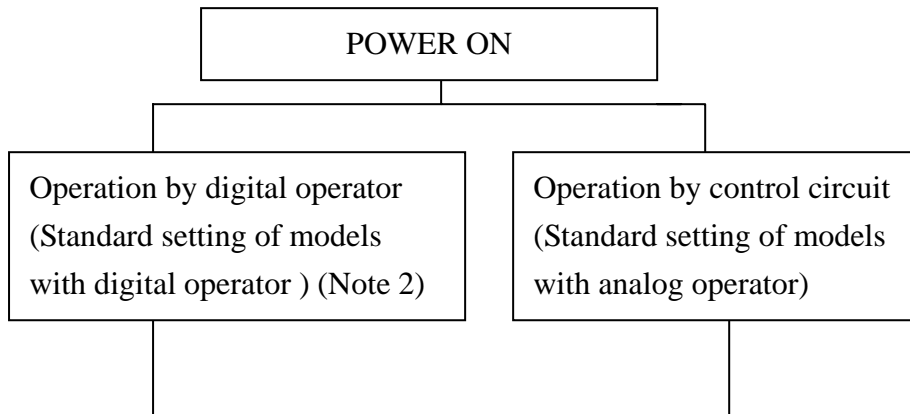 POWER ON
Operation by digital operator
(Standard setting of models
with digital operator ) (Note 2)
Operation by control circuit
(Standard setting of models
with analog operator)